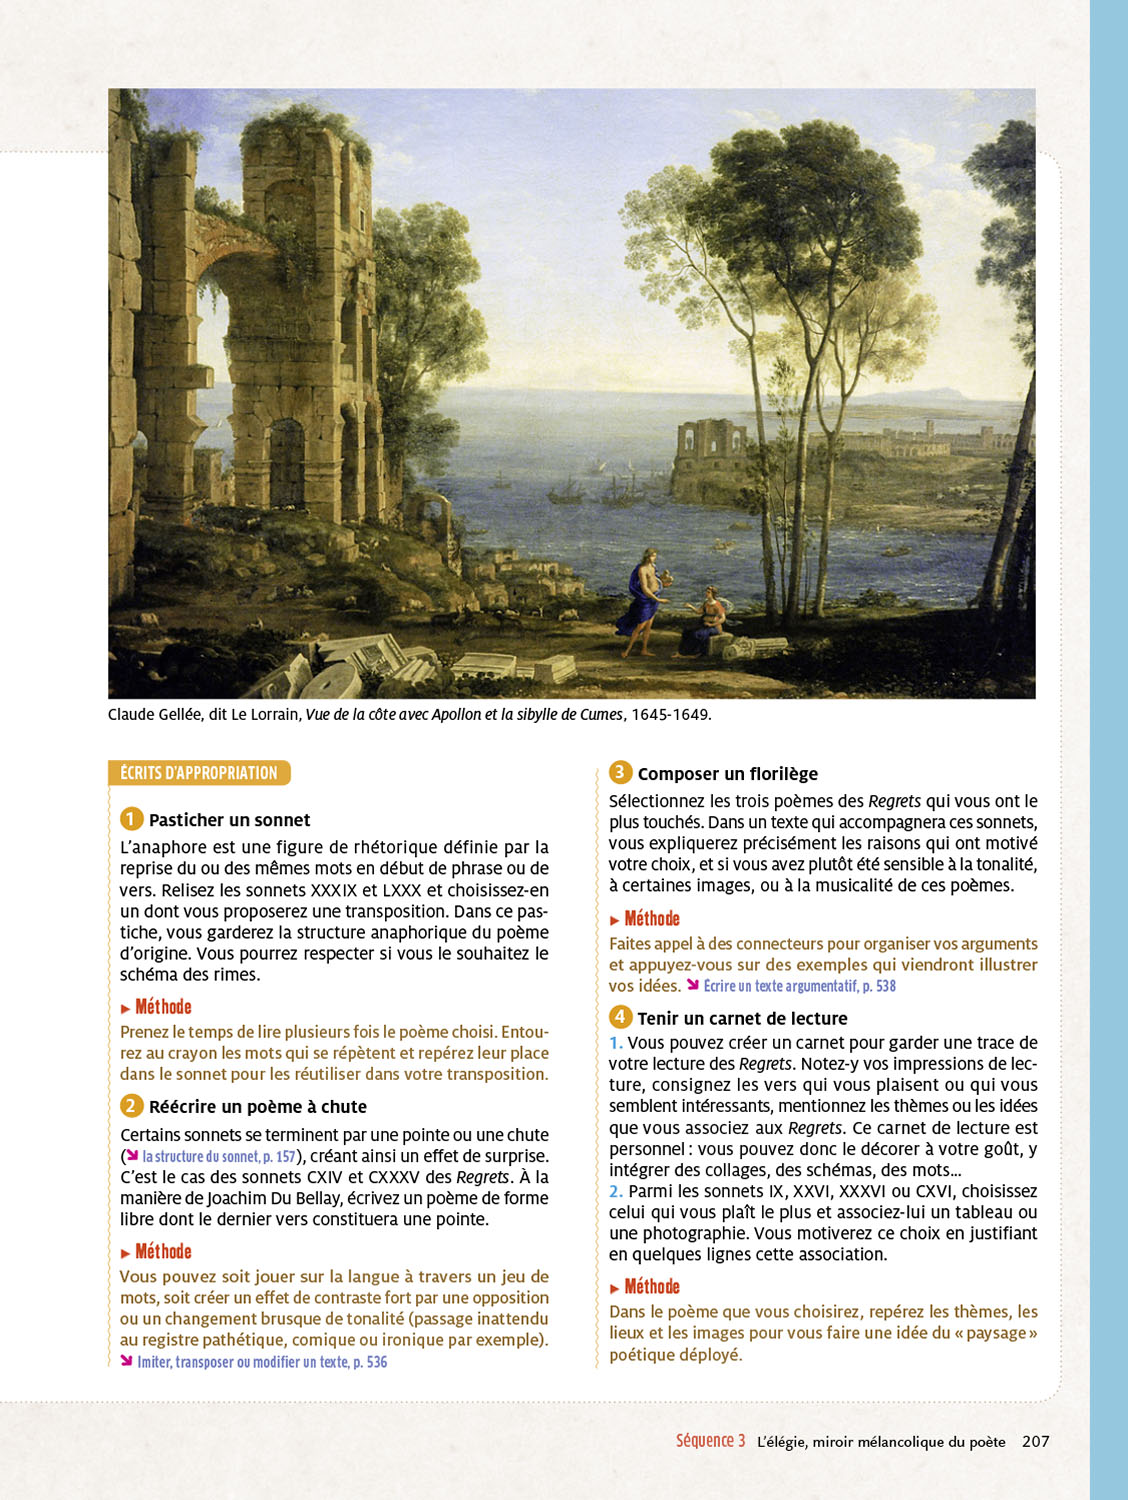 Claude Gellée, dit Le Lorrain, Vue de la côte avec Apollon et la sibylle de Cumes, 1645-1649.
ÉCRITS D'APPROPRIATION
1 Pasticher un sonnet
L'anaphore est une figure de rhétorique définie par la
reprise du ou des mêmes mots en début de phrase ou de
vers. Relisez les sonnets XXXIX et LXXX et choisissez-en
un dont vous proposerez une transposition. Dans ce pas-
tiche, vous garderez la structure anaphorique du poème
d'origine. Vous pourrez respecter si vous le souhaitez le
schéma des rimes.
► Méthode
Prenez le temps de lire plusieurs fois le poème choisi. Entou-
rez au crayon les mots qui se répètent et repérez leur place
dans le sonnet pour les réutiliser dans votre transposition.
2 Réécrire un poème à chute
Certains sonnets se terminent par une pointe ou une chute
(↘ la structure du sonnet, p. 157), créant ainsi un effet de surprise.
C'est le cas des sonnets CXIV et CXXXV des Regrets. À la
manière de Joachim Du Bellay, écrivez un poème de forme
libre dont le dernier vers constituera une pointe.
► Méthode
Vous pouvez soit jouer sur la langue à travers un jeu de
mots, soit créer un effet de contraste fort par une opposition
ou un changement brusque de tonalité (passage inattendu
au registre pathétique, comique ou ironique par exemple).
↘ Imiter, transposer ou modifier un texte, p. 536
3 Composer un florilège
Sélectionnez les trois poèmes des Regrets qui vous ont le
plus touchés. Dans un texte qui accompagnera ces sonnets,
vous expliquerez précisément les raisons qui ont motivé
votre choix, et si vous avez plutôt été sensible à la tonalité,
à certaines images, ou à la musicalité de ces poèmes.
► Méthode
Faites appel à des connecteurs pour organiser vos arguments
et appuyez-vous sur des exemples qui viendront illustrer
vos idées. ↘ Écrire un texte argumentatif, p. 538
4 Tenir un carnet de lecture
1. Vous pouvez créer un carnet pour garder une trace de
votre lecture des Regrets. Notez-y vos impressions de lec-
ture, consignez les vers qui vous plaisent ou qui vous
semblent intéressants, mentionnez les thèmes ou les idées
que vous associez aux Regrets. Ce carnet de lecture est
personnel : vous pouvez donc le décorer à votre goût, y
intégrer des collages, des schémas, des mots...
2. Parmi les sonnets IX, XXVI, XXXVI ou CXVI, choisissez
celui qui vous plaît le plus et associez-lui un tableau ou
une photographie. Vous motiverez ce choix en justifiant
en quelques lignes cette association.
► Méthode
Dans le poème que vous choisirez, repérez les thèmes, les
lieux et les images pour vous faire une idée du « paysage »
poétique déployé.
Séquence 3 L'élégie, miroir mélancolique du poète 207